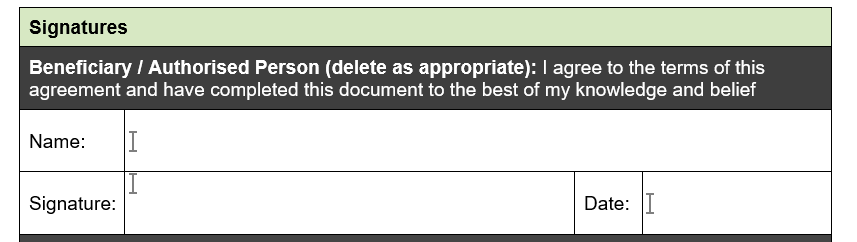 Signatures
Beneficiary / Authorised Person (delete as appropriate): I agree to the terms of this
agreement and have completed this document to the best of my knowledge and belief
Name:
Signature:
Date: